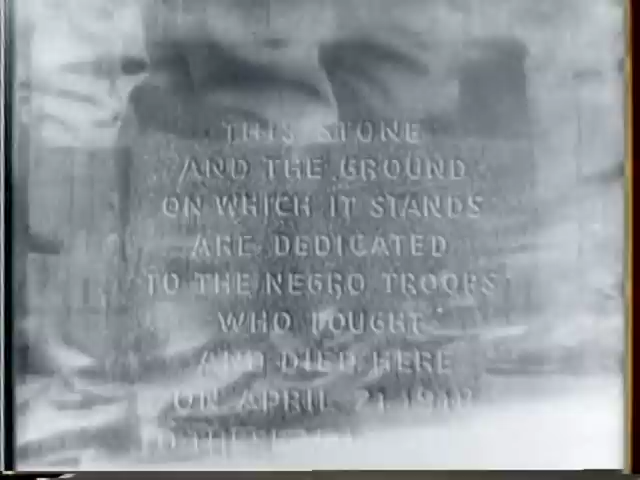 THIS STONE
AND THE GROUND
ON WHICH IT STANDS
ARE DEDICATED
TO THE NEGRO TROOPS
WHO FOUGHT
AND DIED HERE
ON APRIL